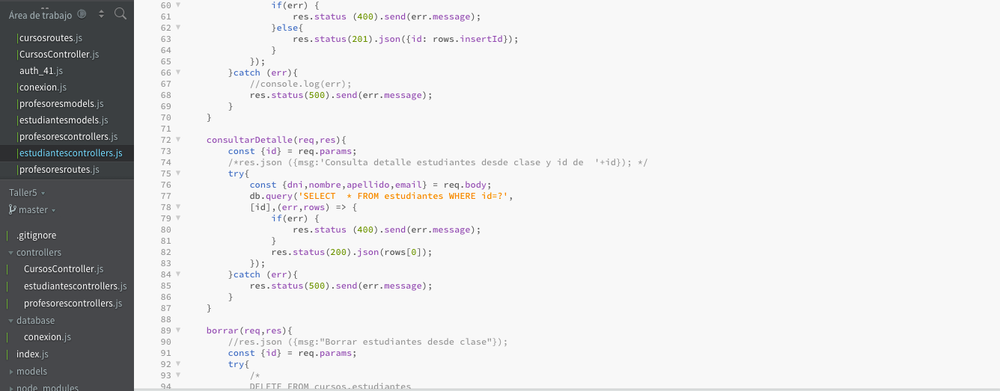 Área de trabajo
cursosroutes.js
CursosController.js
auth_41.js
conexion.js
profesoresmodels.js
estudiantesmodels.js
profesorescontrollers.js
estudiantescontrollers.js
profesoresroutes.js
Taller5
master
.gitignore
controllers
CursosController.js
estudiantescontrollers.js
profesorescontrollers.js
database
conexion.js
index.js
models
node_modules
60 if(err) {
61 res.status (400).send(err.message);
62 }else{
63 res.status(201).json({id: rows.insertId});
64 }
65 });
66 }catch (err){
67 //console.log(err);
68 res.status(500).send(err.message);
69 }
70 }
71
72 consultarDetalle(req,res){
73 const {id} = req.params;
74 /*res.json ({msg:'Consulta detalle estudiantes desde clase y id de  '+id}); */
75 try{
76 const {dni,nombre,apellido,email} = req.body;
77 db.query('SELECT  * FROM estudiantes WHERE id=?',
78 [id],(err,rows) => {
79 if(err) {
80 res.status (400).send(err.message);
81 }
82 res.status(200).json(rows[0]);
83 });
84 }catch (err){
85 res.status(500).send(err.message);
86 }
87 }
88
89 borrar(req,res){
90 //res.json ({msg:"Borrar estudiantes desde clase"});
91 const {id} = req.params;
92 try{
93 /*
94 DELETE FROM cursos.estudiantes